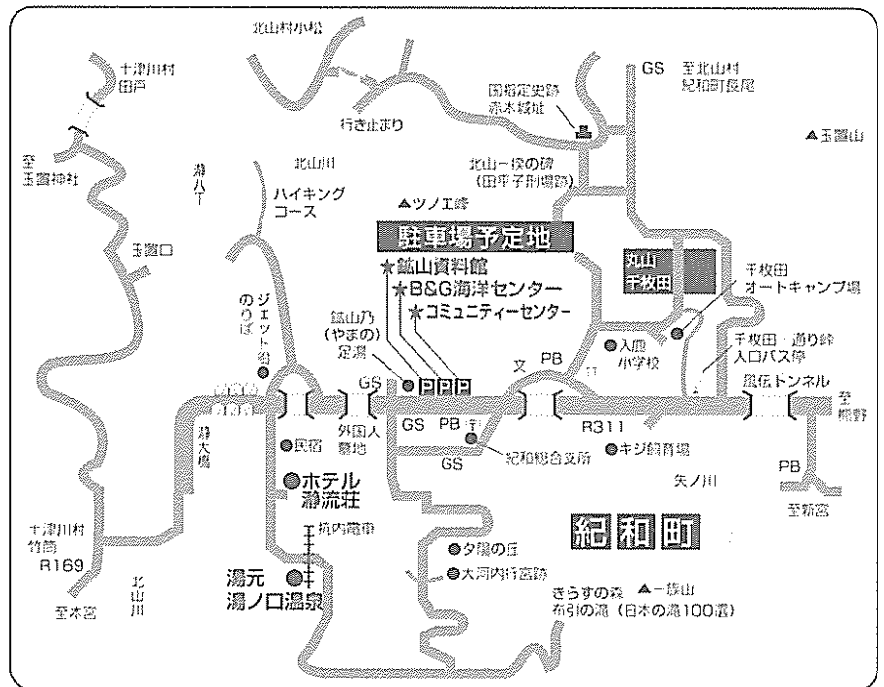 北山村小松
十津川村
田戸
GS
至北山村
紀和町長尾
国指定史跡
赤木城址
行き止まり
▲玉置山
至
玉置神社
瀞八丁
北山川
北山一揆の碑
(田平子刑場跡)
ハイキング
コース
▲ツノエ峰
駐車場予定地
玉置口
★鉱山資料館
★B&G海洋センター
★コミュニティーセンター
丸山
千枚田
千枚田
オートキャンプ場
ジェット船
のりば
鉱山乃
(やまの)
足湯
入鹿
小学校
千枚田・通り峠
入口バス停
文
PB
GS
P P P
風伝トンネル
至
熊野
瀞大橋
外国人
墓地
GS
PB
R311
民宿
GS
紀和総合支所
キジ飼育場
PB
ホテル
瀞流荘
矢ノ川
至新宮
紀和町
十津川村
竹筒
R169
坑内電車
夕陽の丘
大河内行宮跡
北山川
湯元
湯ノ口温泉
至本宮
きらずの森
▲一族山
布引の滝(日本の滝100選)